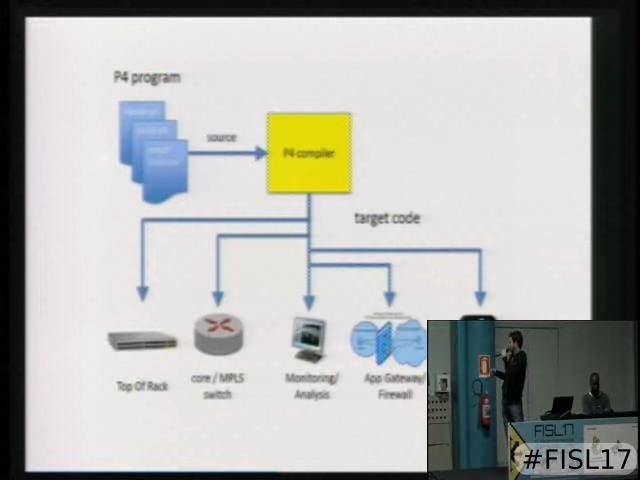 P4 program
source
P4 compiler
target code
Top Of Rack
core / MPLS
switch
Monitoring/
Analysis
App Gateway/
Firewall
FISL17
#FISL17